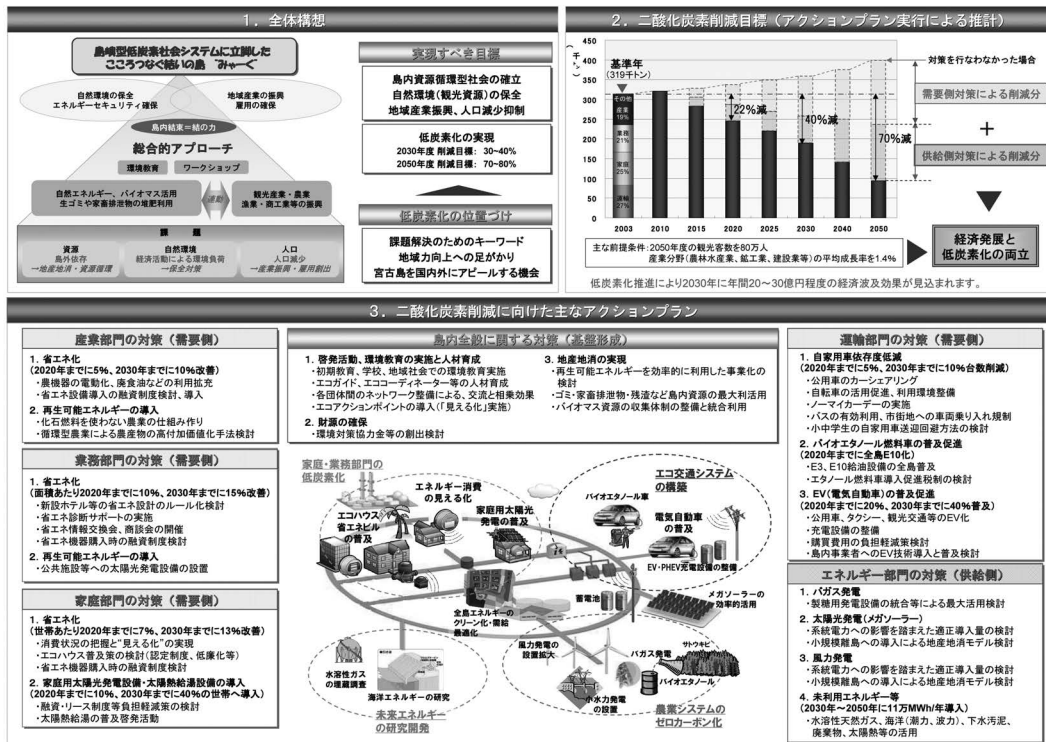 1．全体構想
島嶼型低炭素社会システムに立脚した
こころつなぐ結いの島 “みゃーく”
自然環境の保全
エネルギーセキュリティ確保
地域産業の振興
雇用の確保
島内結束＝結の力
総合的アプローチ
環境教育
ワークショップ
自然エネルギー、バイオマス活用
生ゴミや家畜排泄物の堆肥利用
連動
観光産業・農業
漁業・商工業等の振興
課題
資源
島外依存
→地産地消・資源循環
自然環境
経済活動による環境負荷
→保全対策
人口
人口減少
→産業振興・雇用創出
実現すべき目標
島内資源循環型社会の確立
自然環境（観光資源）の保全
地域産業振興、人口減少抑制
低炭素化の実現
2030年度 削減目標： 30~40%
2050年度 削減目標： 70~80%
低炭素化の位置づけ
課題解決のためのキーワード
地域力向上への足がかり
宮古島を国内外にアピールする機会
2．二酸化炭素削減目標（アクションプラン実行による推計）
（千トン）
450
400
350
300
250
200
150
100
50
0
基準年
(319千トン)
その他
産業
19%
業務
21%
家庭
25%
運輸
27%
22%減
40%減
70%減
2003 2010 2015 2020 2025 2030 2040 2050
対策を行なわなかった場合
需要側対策による削減分
＋
供給側対策による削減分
経済発展と
低炭素化の両立
主な前提条件：2050年度の観光客数を80万人
産業分野（農林水産業、鉱工業、建設業等）の平均成長率を1.4%
低炭素化推進により2030年に年間20～30億円程度の経済波及効果が見込まれます。
3．二酸化炭素削減に向けた主なアクションプラン
産業部門の対策（需要側）
1. 省エネ化
(2020年までに5%、2030年までに10%改善)
・農機器の電動化、廃食油などの利用拡充
・省エネ設備導入の融資制度検討、導入
2. 再生可能エネルギーの導入
・化石燃料を使わない農業の仕組み作り
・循環型農業による農産物の高付加価値化手法検討
業務部門の対策（需要側）
1. 省エネ化
(面積あたり2020年までに10%、2030年までに15%改善)
・新設ホテル等の省エネ設計のルール化検討
・省エネ診断サポートの実施
・省エネ情報交換会、商談会の開催
・省エネ機器購入時の融資制度検討
2. 再生可能エネルギーの導入
・公共施設等への太陽光発電設備の設置
家庭部門の対策（需要側）
1. 省エネ化
(世帯あたり2020年までに7%、2030年までに13%改善)
・消費状況の把握と“見える化”の実現
・エコハウス普及策の検討（認定制度、低廉化等）
・省エネ機器購入時の融資制度検討
2. 家庭用太陽光発電設備・太陽熱給湯設備の導入
(2020年までに10%、2030年までに40%の世帯へ導入)
・融資・リース制度等負担軽減策の検討
・太陽熱給湯の普及啓発活動
島内全般に関する対策（基盤形成）
1. 啓発活動、環境教育の実施と人材育成
・初期教育、学校、地域社会での環境教育実施
・エコガイド、エココーディネーター等の人材育成
・各団体間のネットワーク整備による、交流と相乗効果
・エコアクションポイントの導入（「見える化」実施）
2. 財源の確保
・環境対策協力金等の創出検討
3. 地産地消の実現
・再生可能エネルギーを効率的に利用した事業化の
検討
・ゴミ・家畜排泄物・残渣など島内資源の最大利用
・バイオマス資源の収集体制の整備と統合利用
家庭・業務部門の
低炭素化
エネルギー消費
の見える化
エコハウス
省エネビル
の普及
家庭用太陽光
発電の普及
エコ交通システム
の構築
バイオエタノール車
電気自動車
の普及
EV・PHEV充電設備の整備
蓄電池
メガソーラーの
効率的活用
全島エネルギーの
クリーン化・需給
最適化
風力発電の
設置拡大
バガス発電
サトウキビ
バイオエタノール
小水力発電
の設置
農業システムの
ゼロカーボン化
水溶性ガス
の埋蔵調査
海洋エネルギーの研究
未来エネルギー
の研究開発
運輸部門の対策（需要側）
1. 自家用車依存度低減
(2020年までに5%、2030年までに10%台数削減)
・公用車のカーシェアリング
・自転車の活用促進、利用環境整備
・ノーマイカーデーの実施
・バスの有効利用、市街地への車両乗り入れ規制
・小中学生の自家用車送迎回避方法の検討
2. バイオエタノール燃料車の普及促進
(2020年までに全島E10化)
・E3、E10給油設備の全島普及
・エタノール燃料車導入促進税制の検討
3. EV（電気自動車）の普及促進
(2020年までに20%、2030年までに40%普及)
・公用車、タクシー、観光交通等のEV化
・充電設備の整備
・購買費用の負担軽減策検討
・島内事業者へのEV技術導入と普及検討
エネルギー部門の対策（供給側）
1. バガス発電
・製糖用発電設備の統合等による最大活用検討
2. 太陽光発電（メガソーラー）
・系統電力への影響を踏まえた適正導入量の検討
・小規模離島への導入による地産地消モデル検討
3. 風力発電
・系統電力への影響を踏まえた適正導入量の検討
・小規模離島への導入による地産地消モデル検討
4. 未利用エネルギー等
(2030年～2050年に11万MWh/年導入)
・水溶性天然ガス、海洋（潮力、波力）、下水汚泥、
廃棄物、太陽熱等の活用